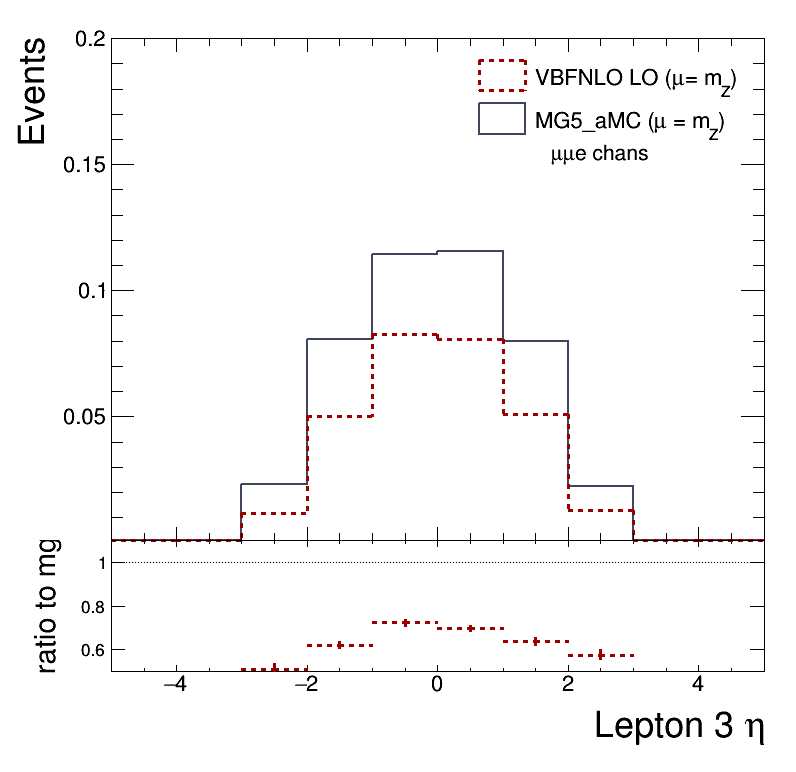 Events
0.2
0.15
0.1
0.05
VBFNLO LO (μ= m_Z)
MG5_aMC (μ = m_Z)
μμe chans
ratio to mg
1
0.8
0.6
−4 −2 0 2 4
Lepton 3 η